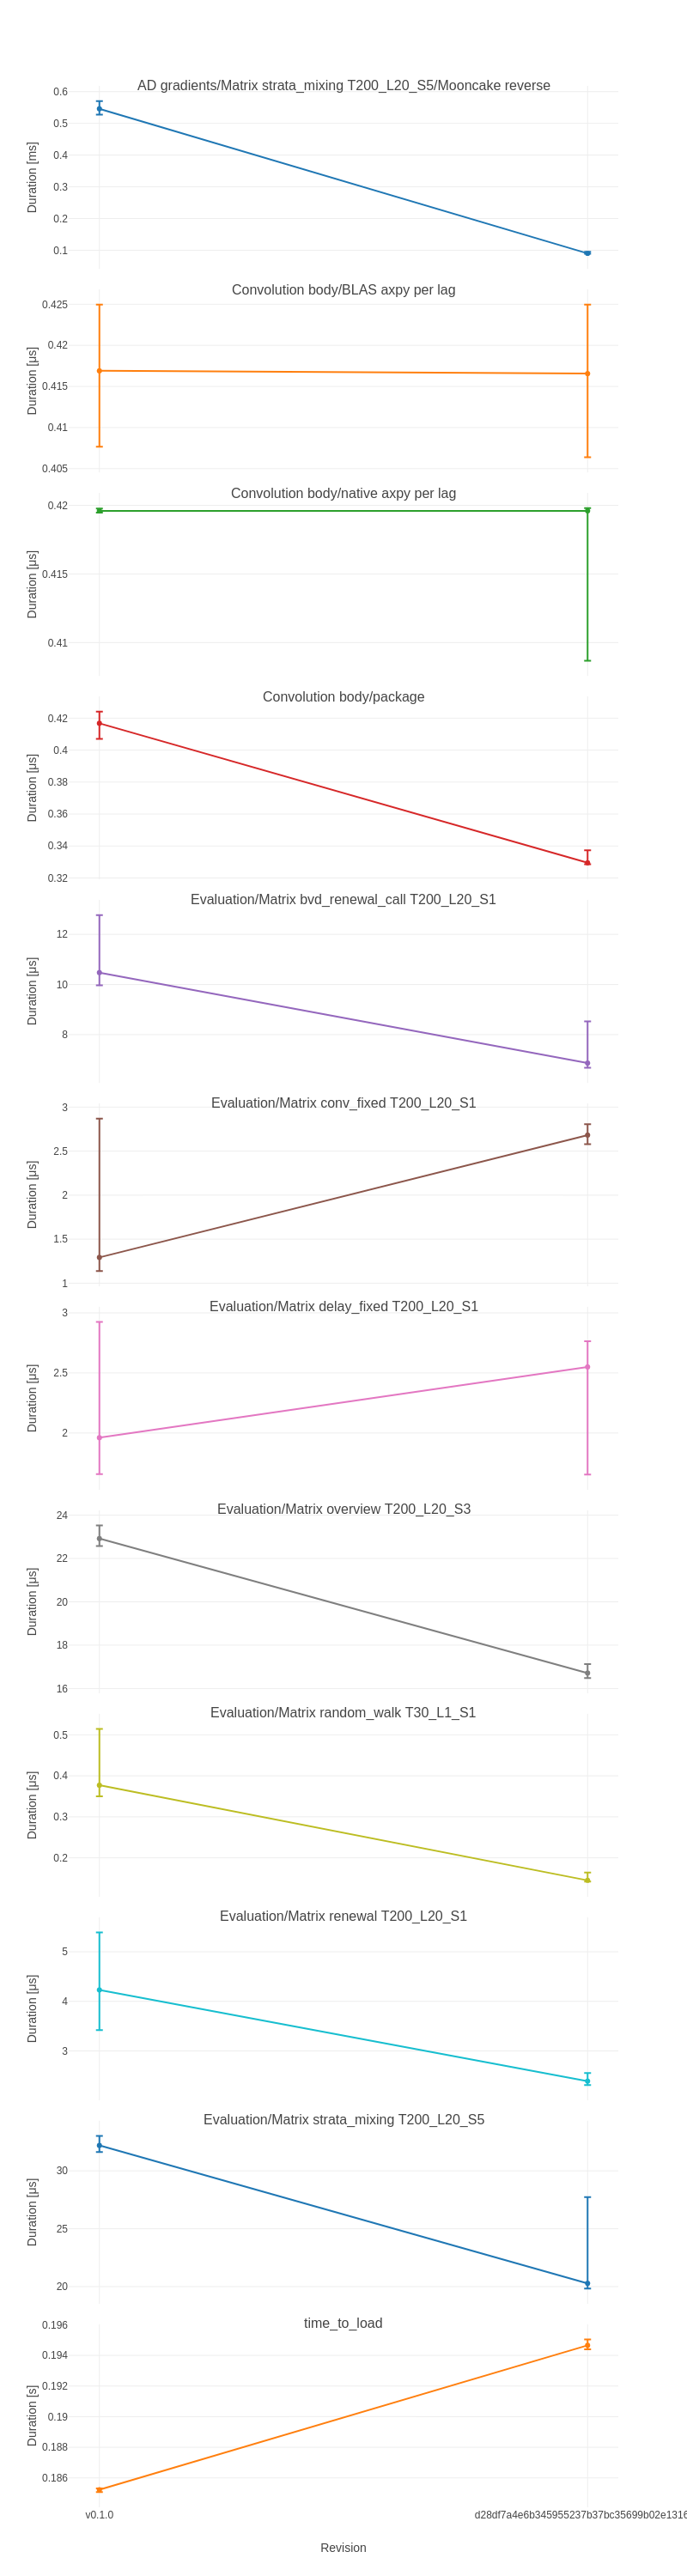 AD gradients/Matrix strata_mixing T200_L20_S5/Mooncake reverse
0.6
0.5
0.4
0.3
0.2
0.1
Duration [ms]
Convolution body/BLAS axpy per lag
0.425
0.42
0.415
0.41
0.405
Duration [μs]
Convolution body/native axpy per lag
0.42
0.415
0.41
Duration [μs]
Convolution body/package
0.42
0.4
0.38
0.36
0.34
0.32
Duration [μs]
Evaluation/Matrix bvd_renewal_call T200_L20_S1
12
10
8
Duration [μs]
Evaluation/Matrix conv_fixed T200_L20_S1
3
2.5
2
1.5
1
Duration [μs]
Evaluation/Matrix delay_fixed T200_L20_S1
3
2.5
2
Duration [μs]
Evaluation/Matrix overview T200_L20_S3
24
22
20
18
16
Duration [μs]
Evaluation/Matrix random_walk T30_L1_S1
0.5
0.4
0.3
0.2
Duration [μs]
Evaluation/Matrix renewal T200_L20_S1
5
4
3
Duration [μs]
Evaluation/Matrix strata_mixing T200_L20_S5
30
25
20
Duration [μs]
time_to_load
0.196
0.194
0.192
0.19
0.188
0.186
Duration [s]
v0.1.0
d28df7a4e6b345955237b37bc35699b02e1316
Revision